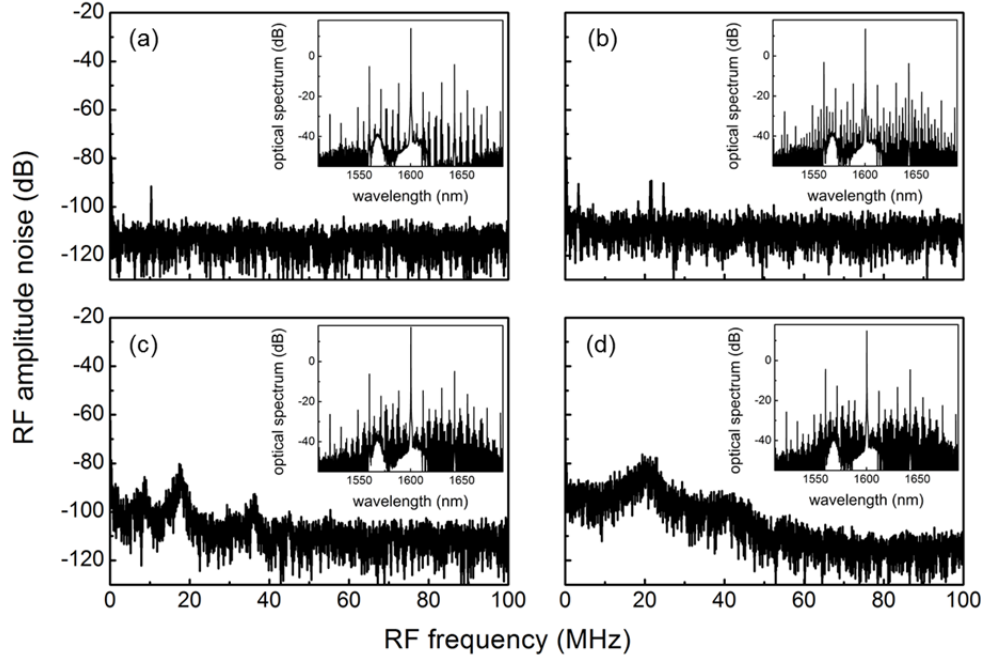 -20
-40
-60
-80
-100
-120
(a)
optical spectrum (dB)
0
-20
-40
1550 1600 1650
wavelength (nm)
(b)
optical spectrum (dB)
0
-20
-40
1550 1600 1650
wavelength (nm)
RF amplitude noise (dB)
-20
-40
-60
-80
-100
-120
(c)
optical spectrum (dB)
0
-20
-40
1550 1600 1650
wavelength (nm)
0 20 40 60 80 100
(d)
optical spectrum (dB)
0
-20
-40
1550 1600 1650
wavelength (nm)
0 20 40 60 80 100
RF frequency (MHz)